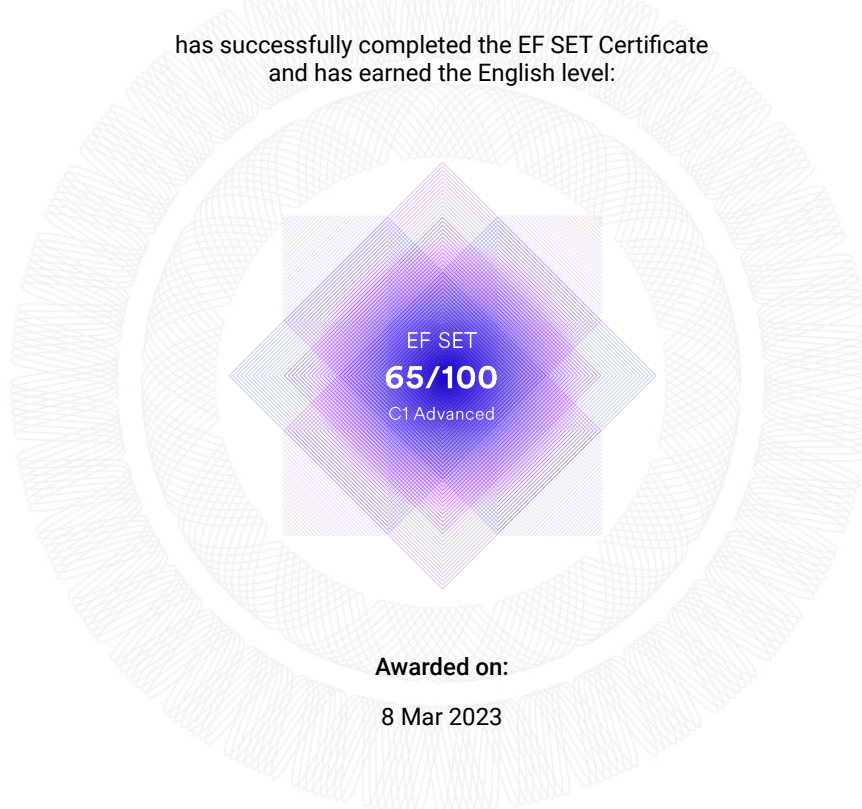 has successfully completed the EF SET Certificate
and has earned the English level:
EF SET
65/100
C1 Advanced
Awarded on:
8 Mar 2023